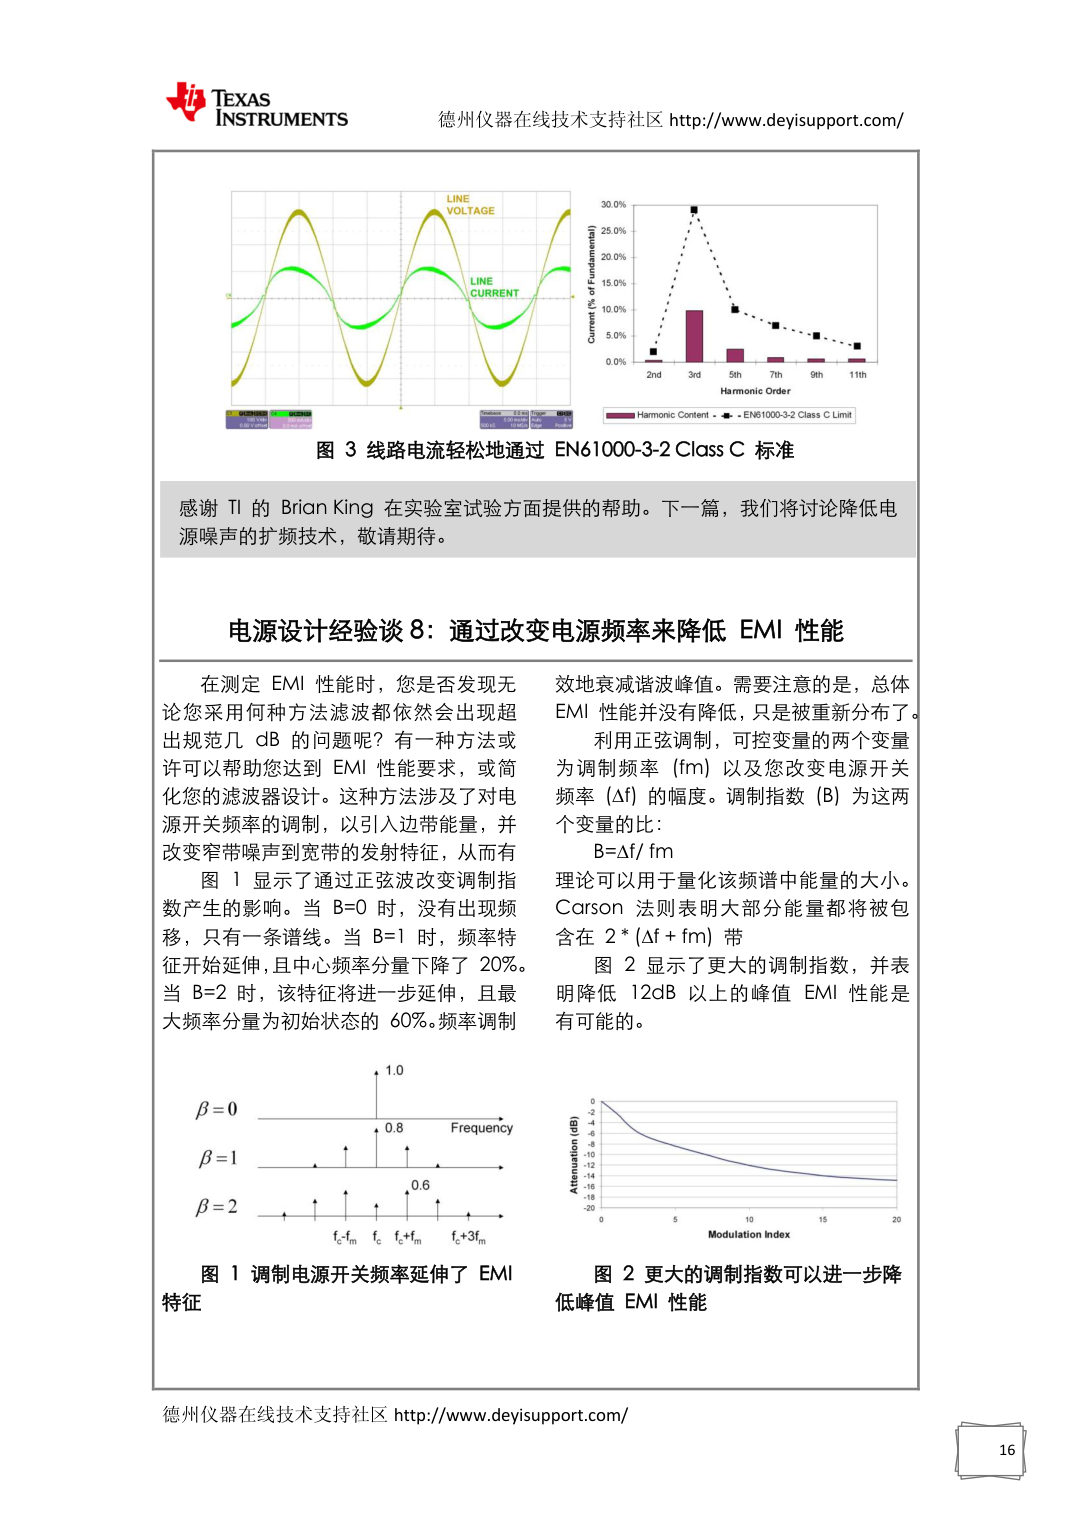 TEXAS
INSTRUMENTS
德州仪器在线技术支持社区 http://www.deyisupport.com/
LINE
VOLTAGE
LINE
CURRENT
30.0%
25.0%
20.0%
15.0%
10.0%
5.0%
0.0%
Current (% of Fundamental)
2nd 3rd 5th 7th 9th 11th
Harmonic Order
Harmonic Content EN61000-3-2 Class C Limit
图 3 线路电流轻松地通过 EN61000-3-2 Class C 标准
感谢 TI 的 Brian King 在实验室试验方面提供的帮助。下一篇，我们将讨论降低电
源噪声的扩频技术，敬请期待。
电源设计经验谈 8：通过改变电源频率来降低 EMI 性能
在测定 EMI 性能时，您是否发现无
论您采用何种方法滤波都依然会出现超
出规范几 dB 的问题呢？有一种方法或
许可以帮助您达到 EMI 性能要求，或简
化您的滤波器设计。这种方法涉及了对电
源开关频率的调制，以引入边带能量，并
改变窄带噪声到宽带的发射特征，从而有
图 1 显示了通过正弦波改变调制指
数产生的影响。当 B=0 时，没有出现频
移，只有一条谱线。当 B=1 时，频率特
征开始延伸，且中心频率分量下降了 20%。
当 B=2 时，该特征将进一步延伸，且最
大频率分量为初始状态的 60%。频率调制
效地衰减谐波峰值。需要注意的是，总体
EMI 性能并没有降低，只是被重新分布了。
利用正弦调制，可控变量的两个变量
为调制频率 (fm) 以及您改变电源开关
频率 (Δf) 的幅度。调制指数 (B) 为这两
个变量的比：
B=Δf/ fm
理论可以用于量化该频谱中能量的大小。
Carson 法则表明大部分能量都将被包
含在 2 * (Δf + fm) 带
图 2 显示了更大的调制指数，并表
明降低 12dB 以上的峰值 EMI 性能是
有可能的。
1.0
β = 0
0.8 Frequency
β = 1
0.6
β = 2
fc-fm fc fc+fm fc+3fm
图 1 调制电源开关频率延伸了 EMI
特征
0
-2
-4
-6
-8
-10
-12
-14
-16
-18
-20
Attenuation (dB)
0 5 10 15 20
Modulation Index
图 2 更大的调制指数可以进一步降
低峰值 EMI 性能
德州仪器在线技术支持社区 http://www.deyisupport.com/
16